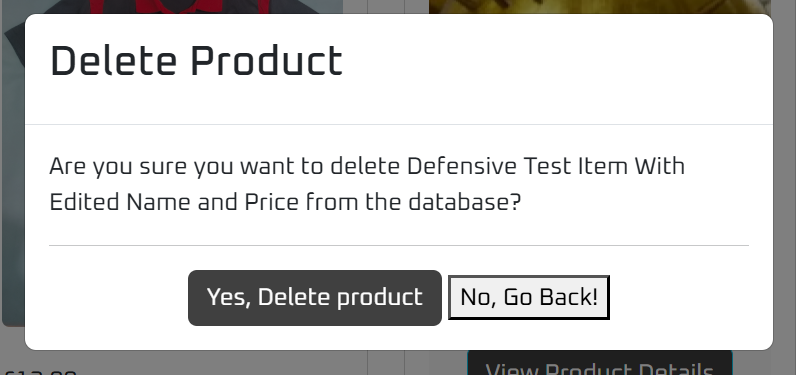 Delete Product
Are you sure you want to delete Defensive Test Item With
Edited Name and Price from the database?
Yes, Delete product
No, Go Back!
View Product Details